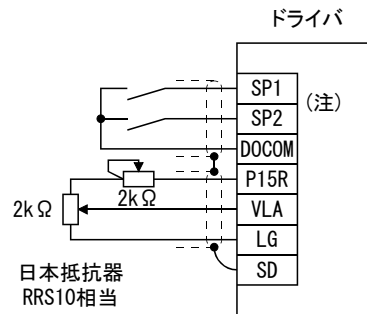 ドライバ
SP1
(注)
SP2
DOCOM
P15R
2kΩ
2kΩ
VLA
LG
SD
日本抵抗器
RRS10相当